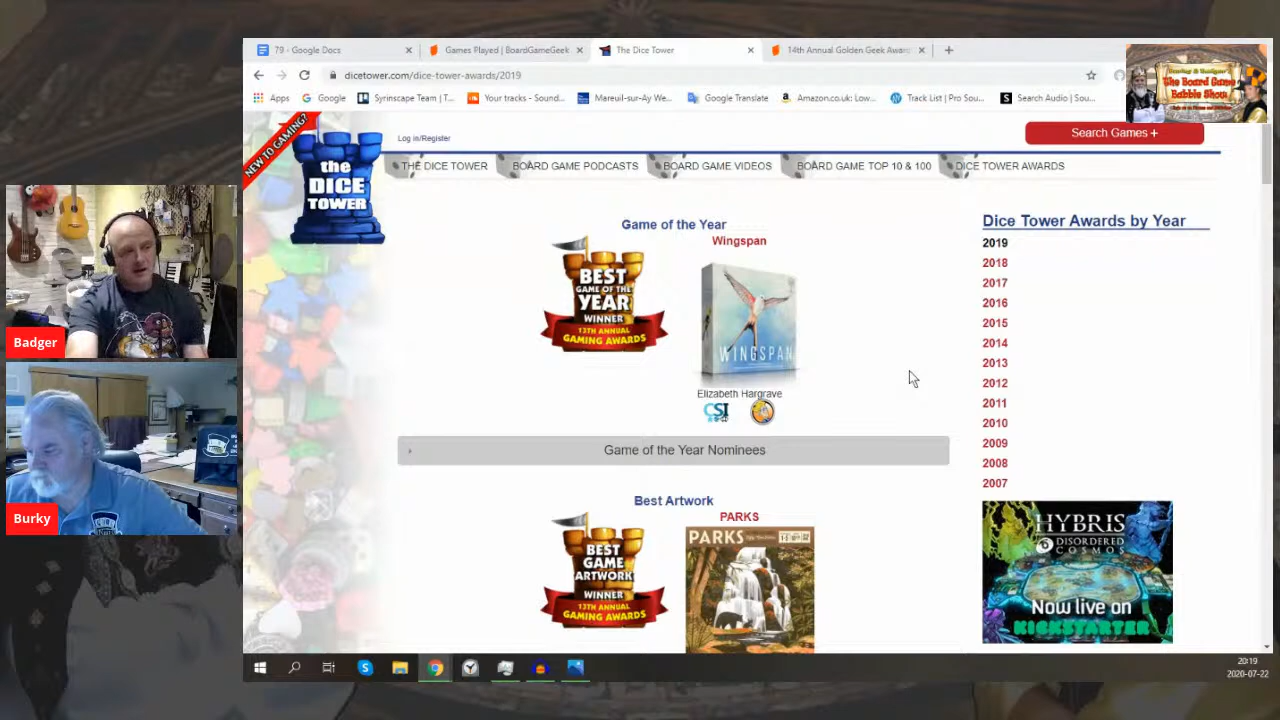 79 - Google Docs
Games Played | BoardGameGeek
The Dice Tower
14th Annual Golden Geek Awar
dicetower.com/dice-tower-awards/2019
Apps
Google
Syrinscape Team | T...
Your tracks - Sound...
Mareuil-sur-Ay We...
Google Translate
Amazon.co.uk: Low...
Track List | Pro Sou...
Search Audio | Sou...
The Board Game
Babble Show
NEW TO GAMING?
the
DICE
TOWER
Log in/Register
Search Games +
THE DICE TOWER
BOARD GAME PODCASTS
BOARD GAME VIDEOS
BOARD GAME TOP 10 & 100
DICE TOWER AWARDS
Game of the Year
Wingspan
BEST
GAME OF THE
YEAR
WINNER
13TH ANNUAL
GAMING AWARDS
WINGSPAN
Elizabeth Hargrave
CSI
Game of the Year Nominees
Best Artwork
PARKS
BEST
GAME
ARTWORK
WINNER
13TH ANNUAL
GAMING AWARDS
PARKS
Dice Tower Awards by Year
2019
2018
2017
2016
2015
2014
2013
2012
2011
2010
2009
2008
2007
HYBRIS
DISORDERED
COSMOS
Now live on
KICKSTARTER
Badger
Burky
20:19
2020-07-22